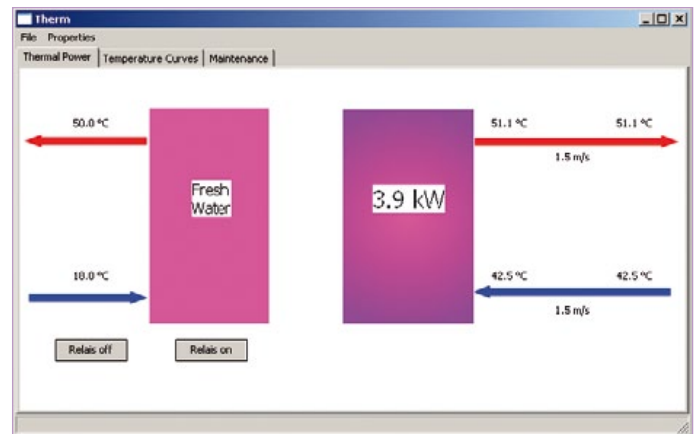 Therm
File Properties
Thermal Power Temperature Curves Maintenance
50.0 °C
51.1 °C 51.1 °C
1.5 m/s
Fresh
Water
3.9 kW
18.0 °C
42.5 °C 42.5 °C
1.5 m/s
Relais off Relais on